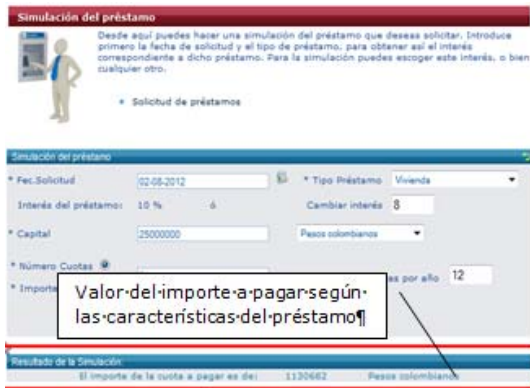 Simulación del préstamo
Desde aquí puedes hacer una simulación del préstamo que deseas solicitar. Introduce
primero la fecha de solicitud y el tipo de préstamo, para obtener así el interés
correspondiente a dicho préstamo. Para la simulación puedes escoger este interés, o bien
cualquier otro.
Solicitud de préstamos
Simulación del préstamo
* Fec.Solicitud 02-08-2012 * Tipo Préstamo Vivienda
Interés del préstamo: 10 % ó Cambiar interés 8
* Capital 25000000 Pesos colombianos
* Número Cuotas por año 12
* Importe
Valor·del·importe·a·pagar·según·
las·características·del·préstamo¶
Resultado de la Simulación:
El importe de la cuota a pagar es de: 1130682 Pesos colombianos